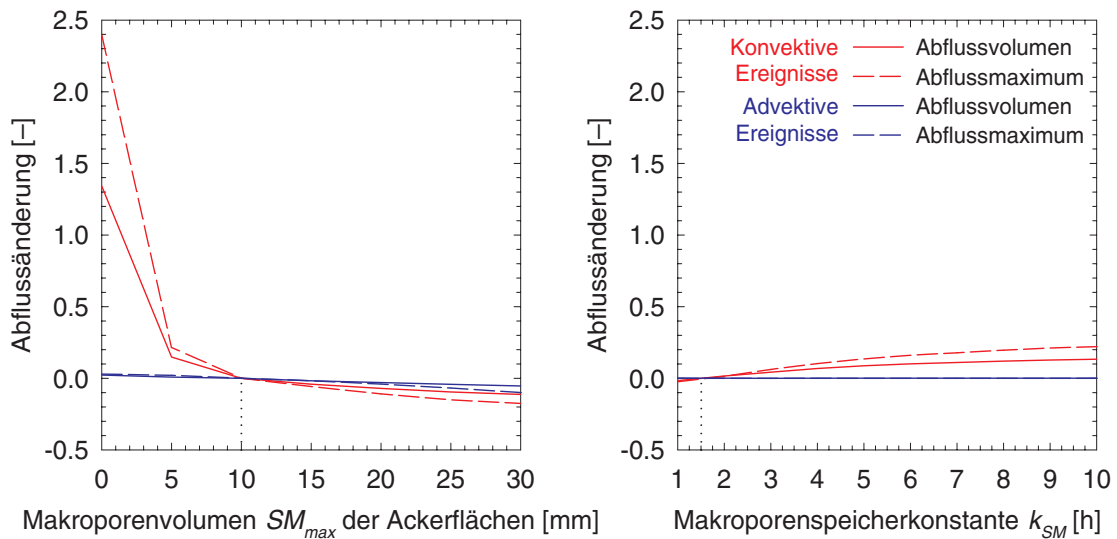 2.5
2.0
1.5
1.0
0.5
0.0
-0.5
Abflussänderung [–]
0 5 10 15 20 25 30
Makroporenvolumen SMmax der Ackerflächen [mm]
2.5
2.0
1.5
1.0
0.5
0.0
-0.5
Abflussänderung [–]
Konvektive Abflussvolumen
Ereignisse Abflussmaximum
Advektive Abflussvolumen
Ereignisse Abflussmaximum
1 2 3 4 5 6 7 8 9 10
Makroporenspeicherkonstante kSM [h]